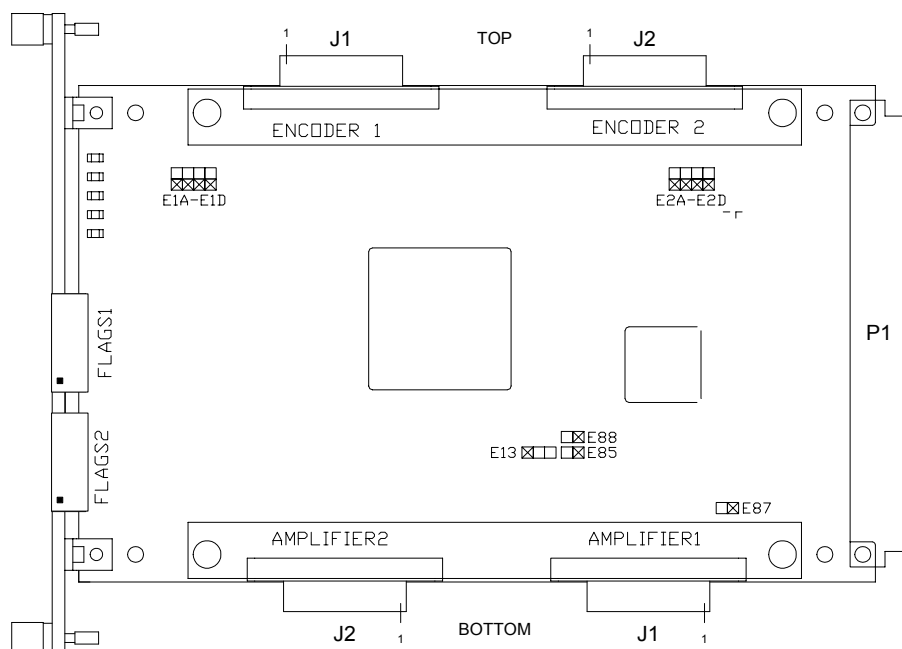 1 J1 TOP 1 J2
ENCODER 1 ENCODER 2
E1A-E1D E2A-E2D
FLAGS1
P1
FLAGS2
E88
E13 E85
E87
AMPLIFIER2 AMPLIFIER1
J2 1 BOTTOM J1 1